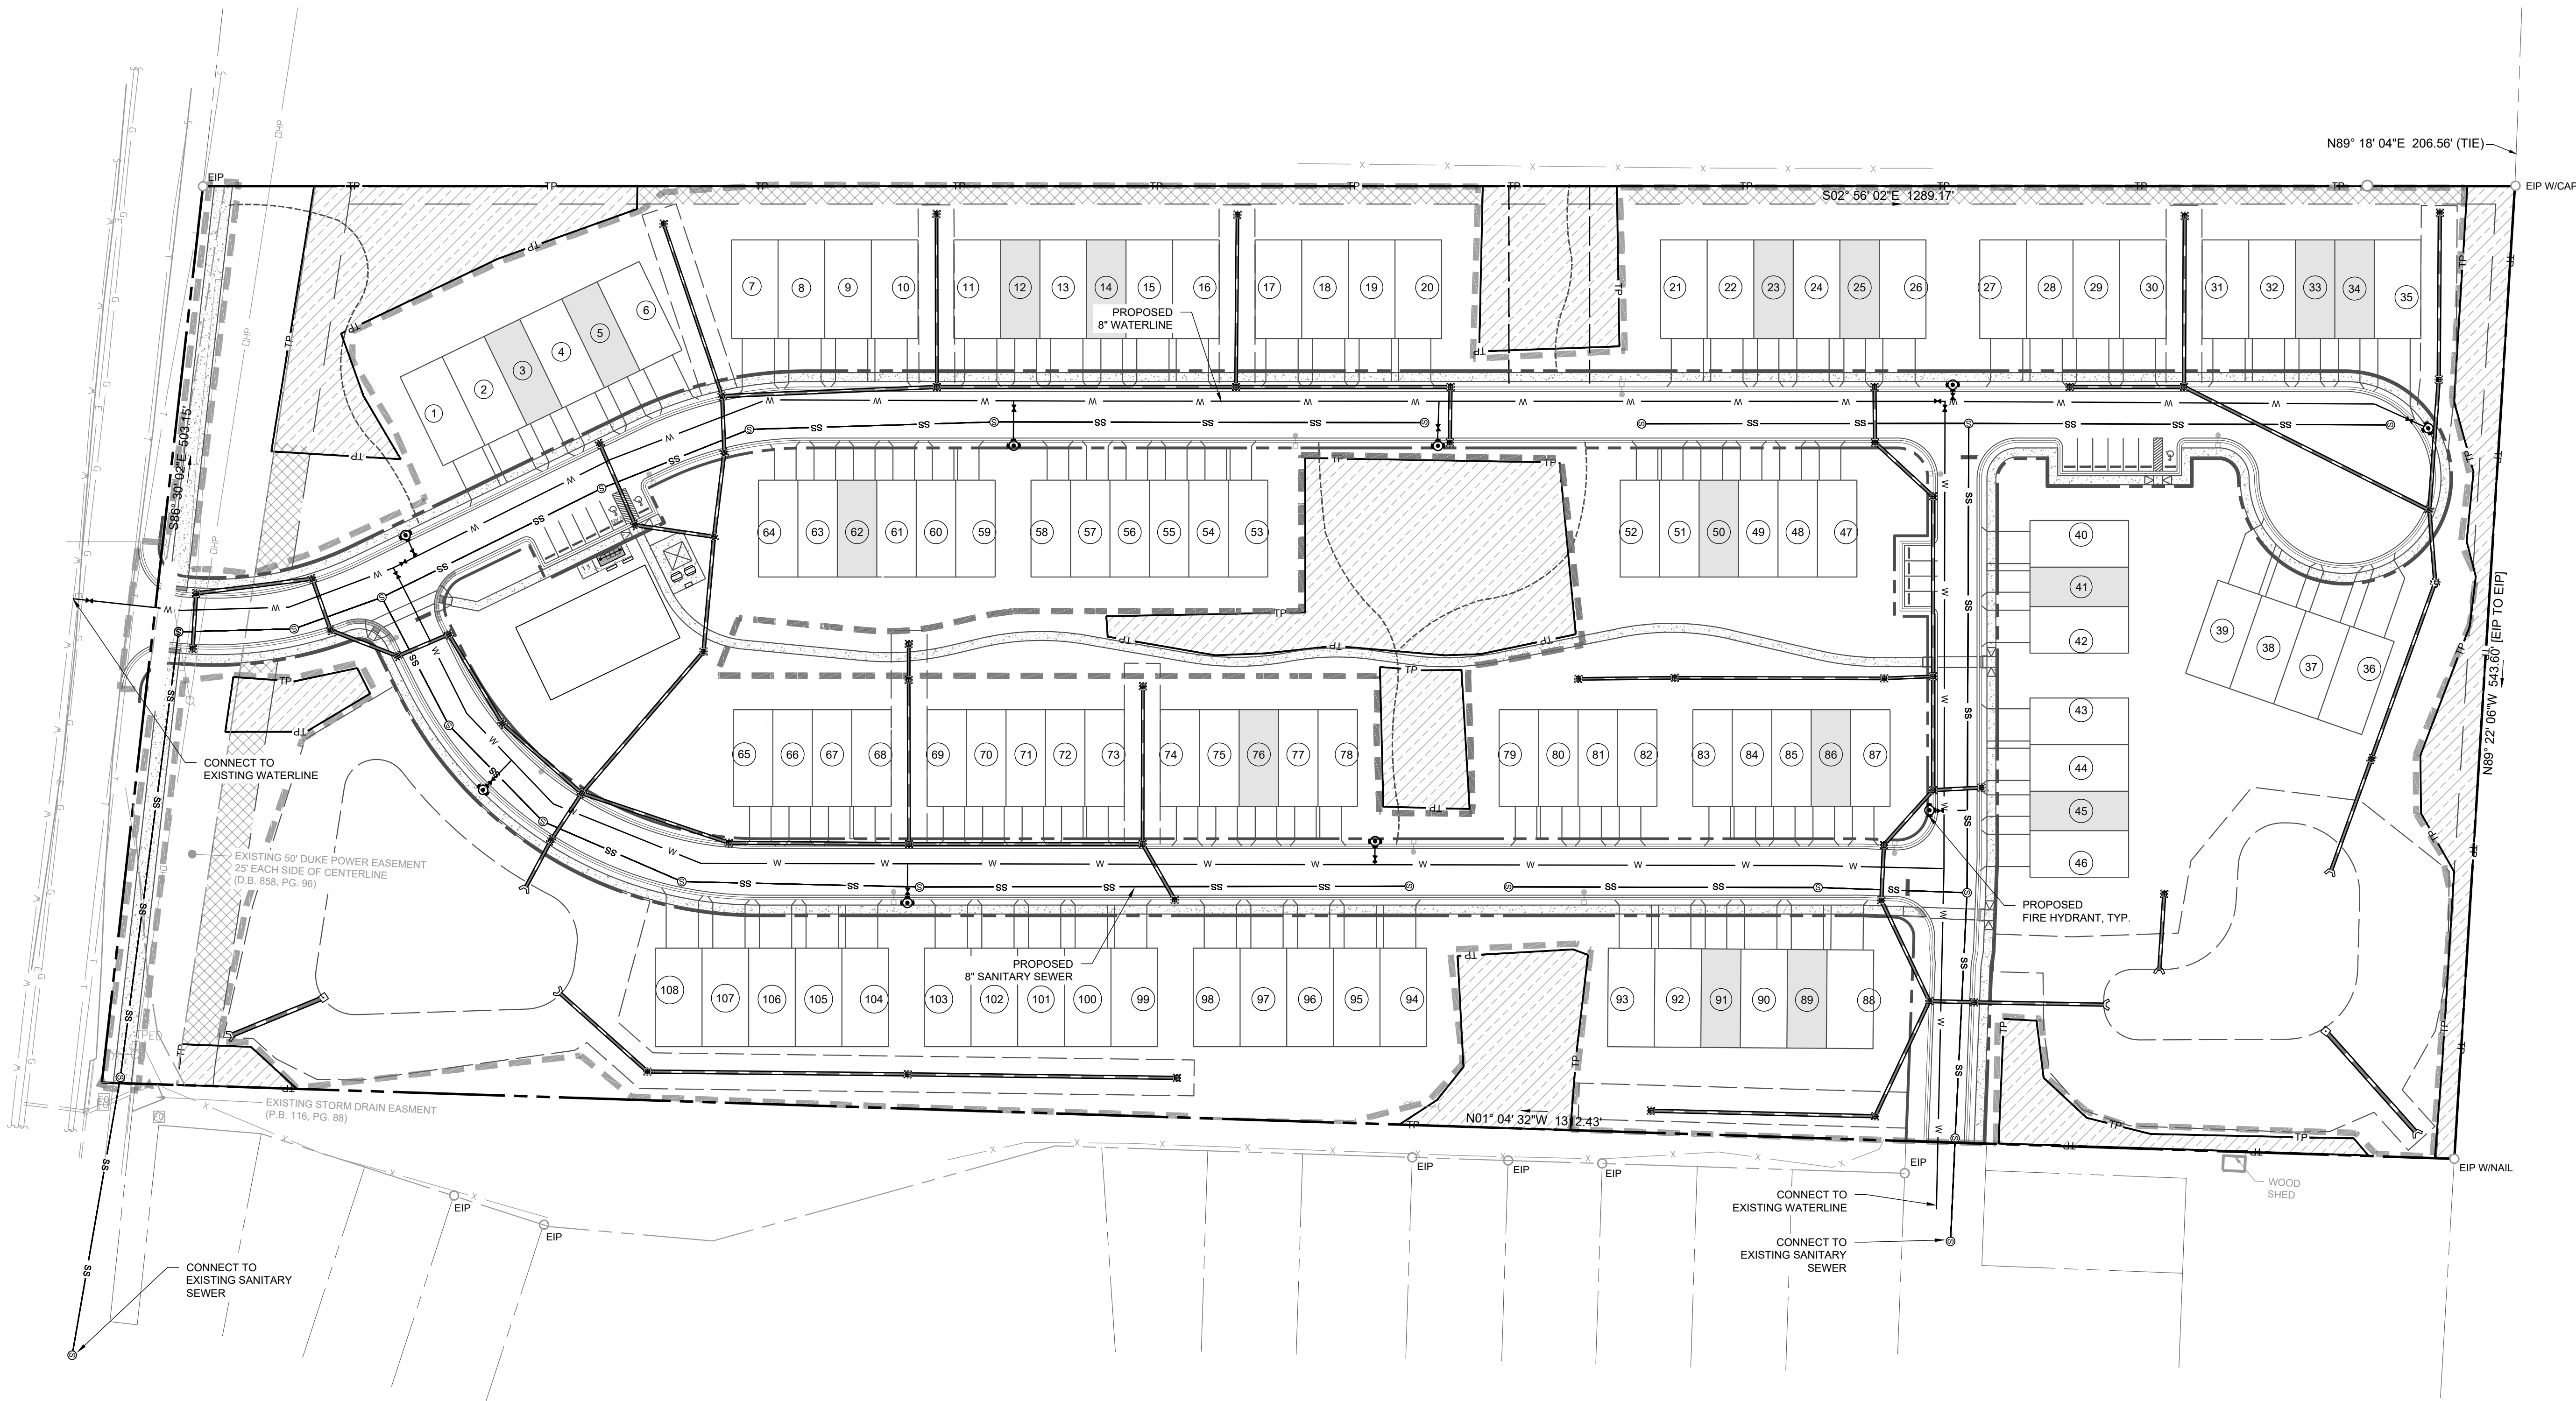 N89° 18' 04"E 206.56' (TIE)
EIP
EIP W/CAP
S02° 56' 02"E 1289.17'
S86° 30' 02"E 503.15'
N89° 22' 06"W 543.60' [EIP TO EIP]
N01° 04' 32"W 1312.43'
PROPOSED
8" WATERLINE
1
2
3
4
5
6
7
8
9
10
11
12
13
14
15
16
17
18
19
20
21
22
23
24
25
26
27
28
29
30
31
32
33
34
35
64
63
62
61
60
59
58
57
56
55
54
53
52
51
50
49
48
47
40
41
42
39
38
37
36
65
66
67
68
69
70
71
72
73
74
75
76
77
78
79
80
81
82
83
84
85
86
87
43
44
45
46
CONNECT TO
EXISTING WATERLINE
EXISTING 50' DUKE POWER EASEMENT
25' EACH SIDE OF CENTERLINE
(D.B. 858, PG. 96)
PROPOSED
FIRE HYDRANT, TYP.
PROPOSED
8" SANITARY SEWER
108
107
106
105
104
103
102
101
100
99
98
97
96
95
94
93
92
91
90
89
88
EXISTING STORM DRAIN EASMENT
(P.B. 116, PG. 88)
EIP
EIP
EIP
EIP
EIP
EIP
EIP W/NAIL
WOOD
SHED
CONNECT TO
EXISTING WATERLINE
CONNECT TO
EXISTING SANITARY
SEWER
CONNECT TO
EXISTING SANITARY
SEWER